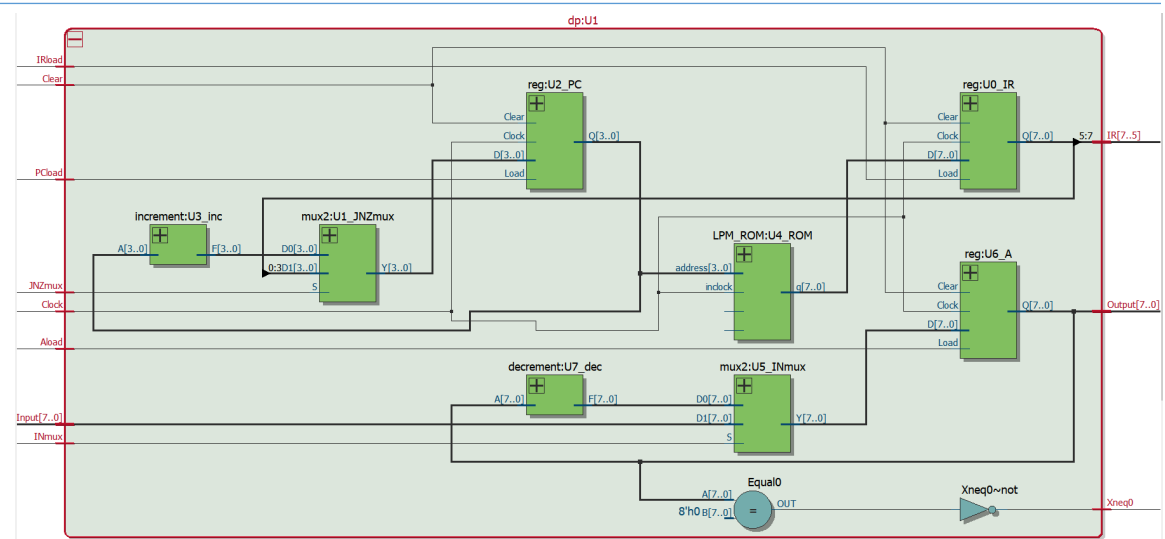 dp:U1
IRload
Clear
PCload
JNZmux
Clock
Aload
Input[7..0]
INmux
reg:U2_PC
Clear
Clock
D[3..0]
Load
Q[3..0]
reg:U0_IR
Clear
Clock
D[7..0]
Load
Q[7..0]
5:7
IR[7..5]
increment:U3_inc
A[3..0]
F[3..0]
mux2:U1_JNZmux
D0[3..0]
0:3
D1[3..0]
S
Y[3..0]
LPM_ROM:U4_ROM
address[3..0]
inclock
q[7..0]
reg:U6_A
Clear
Clock
D[7..0]
Load
Q[7..0]
Output[7..0]
decrement:U7_dec
A[7..0]
F[7..0]
mux2:U5_INmux
D0[7..0]
D1[7..0]
S
Y[7..0]
Equal0
A[7..0]
8'h0 B[7..0]
=
OUT
Xneq0~not
Xneq0